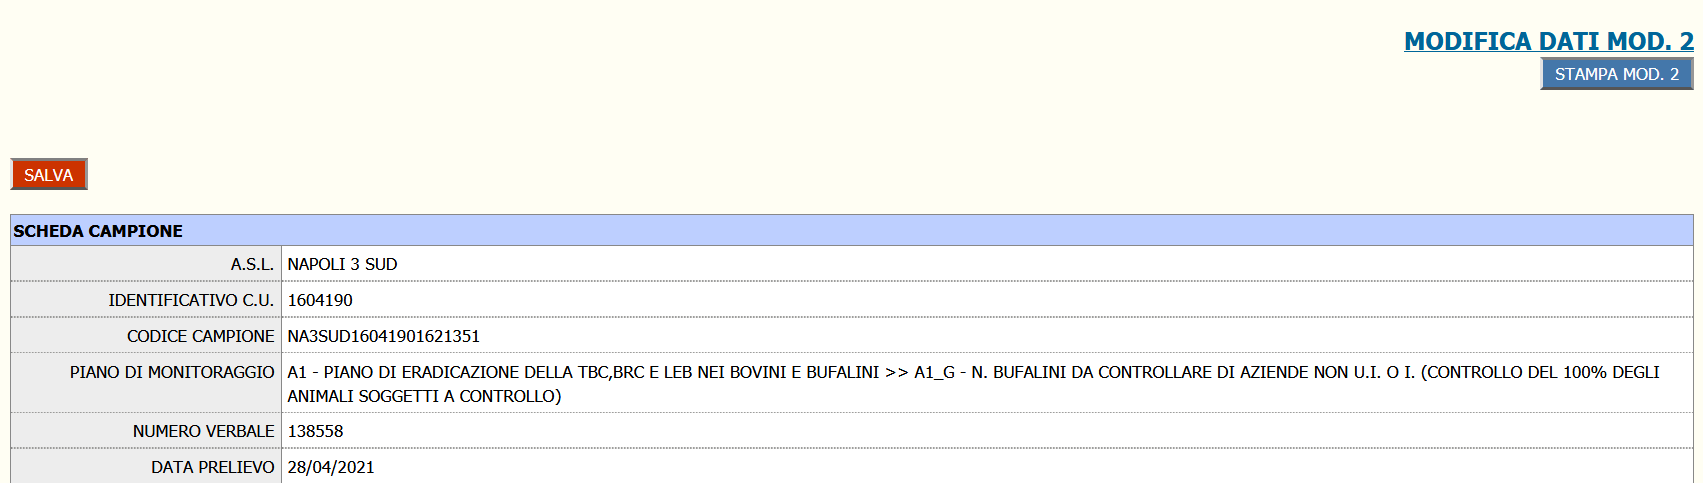 MODIFICA DATI MOD. 2
STAMPA MOD. 2
SALVA
SCHEDA CAMPIONE
A.S.L. NAPOLI 3 SUD
IDENTIFICATIVO C.U. 1604190
CODICE CAMPIONE NA3SUD16041901621351
PIANO DI MONITORAGGIO A1 - PIANO DI ERADICAZIONE DELLA TBC,BRC E LEB NEI BOVINI E BUFALINI >> A1_G - N. BUFALINI DA CONTROLLARE DI AZIENDE NON U.I. O I. (CONTROLLO DEL 100% DEGLI
ANIMALI SOGGETTI A CONTROLLO)
NUMERO VERBALE 138558
DATA PRELIEVO 28/04/2021